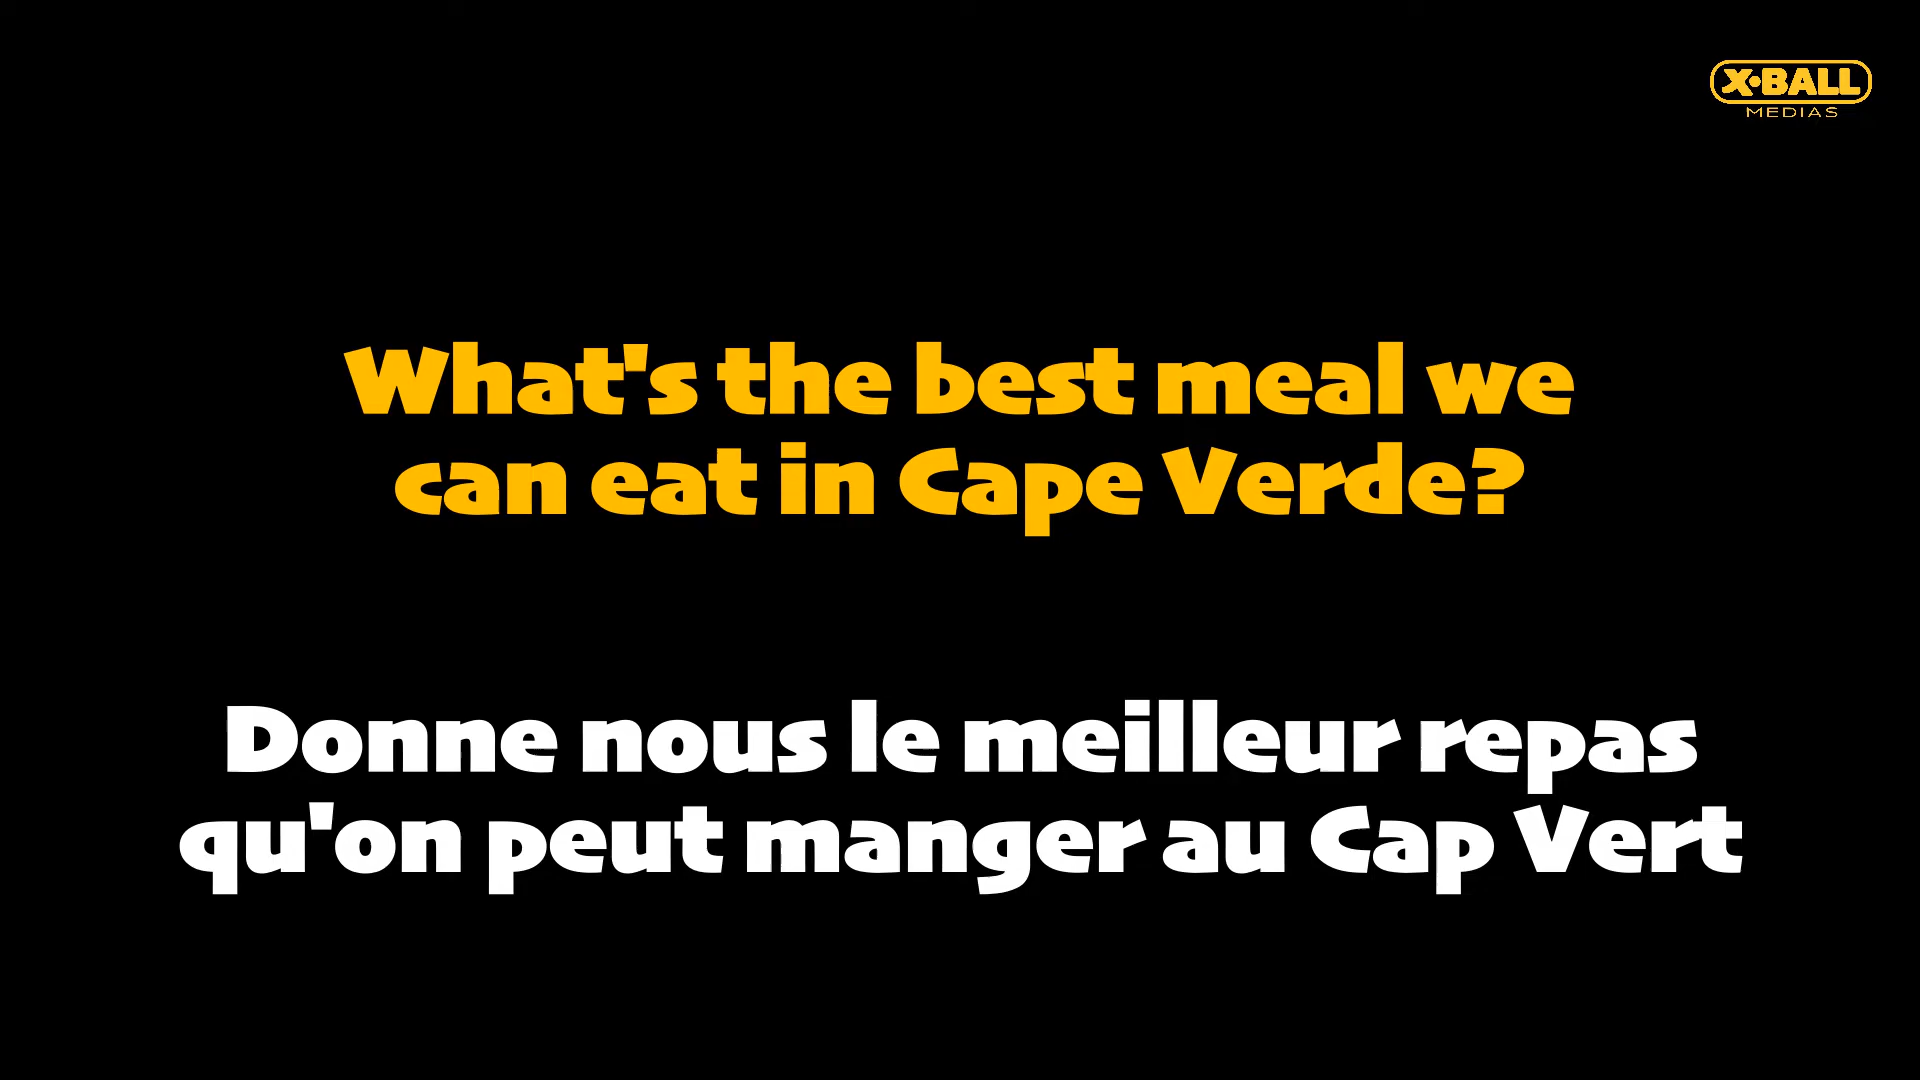 X•BALL
MEDIAS
What's the best meal we
can eat in Cape Verde?
Donne nous le meilleur repas
qu'on peut manger au Cap Vert